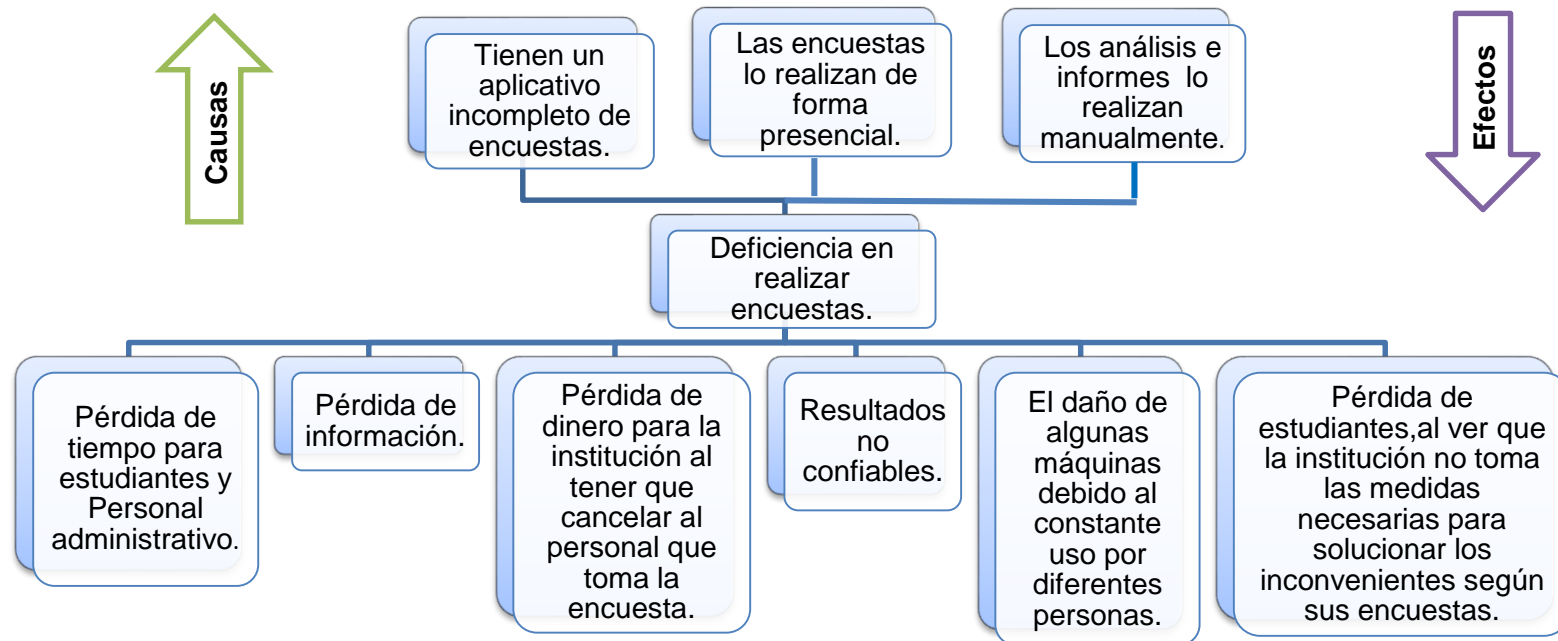 Causas
Tienen un
aplicativo
incompleto de
encuestas.
Las encuestas
lo realizan de
forma
presencial.
Los análisis e
informes lo
realizan
manualmente.
Efectos
Deficiencia en
realizar
encuestas.
Pérdida de
tiempo para
estudiantes y
Personal
administrativo.
Pérdida de
información.
Pérdida de
dinero para la
institución al
tener que
cancelar al
personal que
toma la
encuesta.
Resultados
no
confiables.
El daño de
algunas
máquinas
debido al
constante
uso por
diferentes
personas.
Pérdida de
estudiantes,al ver que
la institución no toma
las medidas
necesarias para
solucionar los
inconvenientes según
sus encuestas.